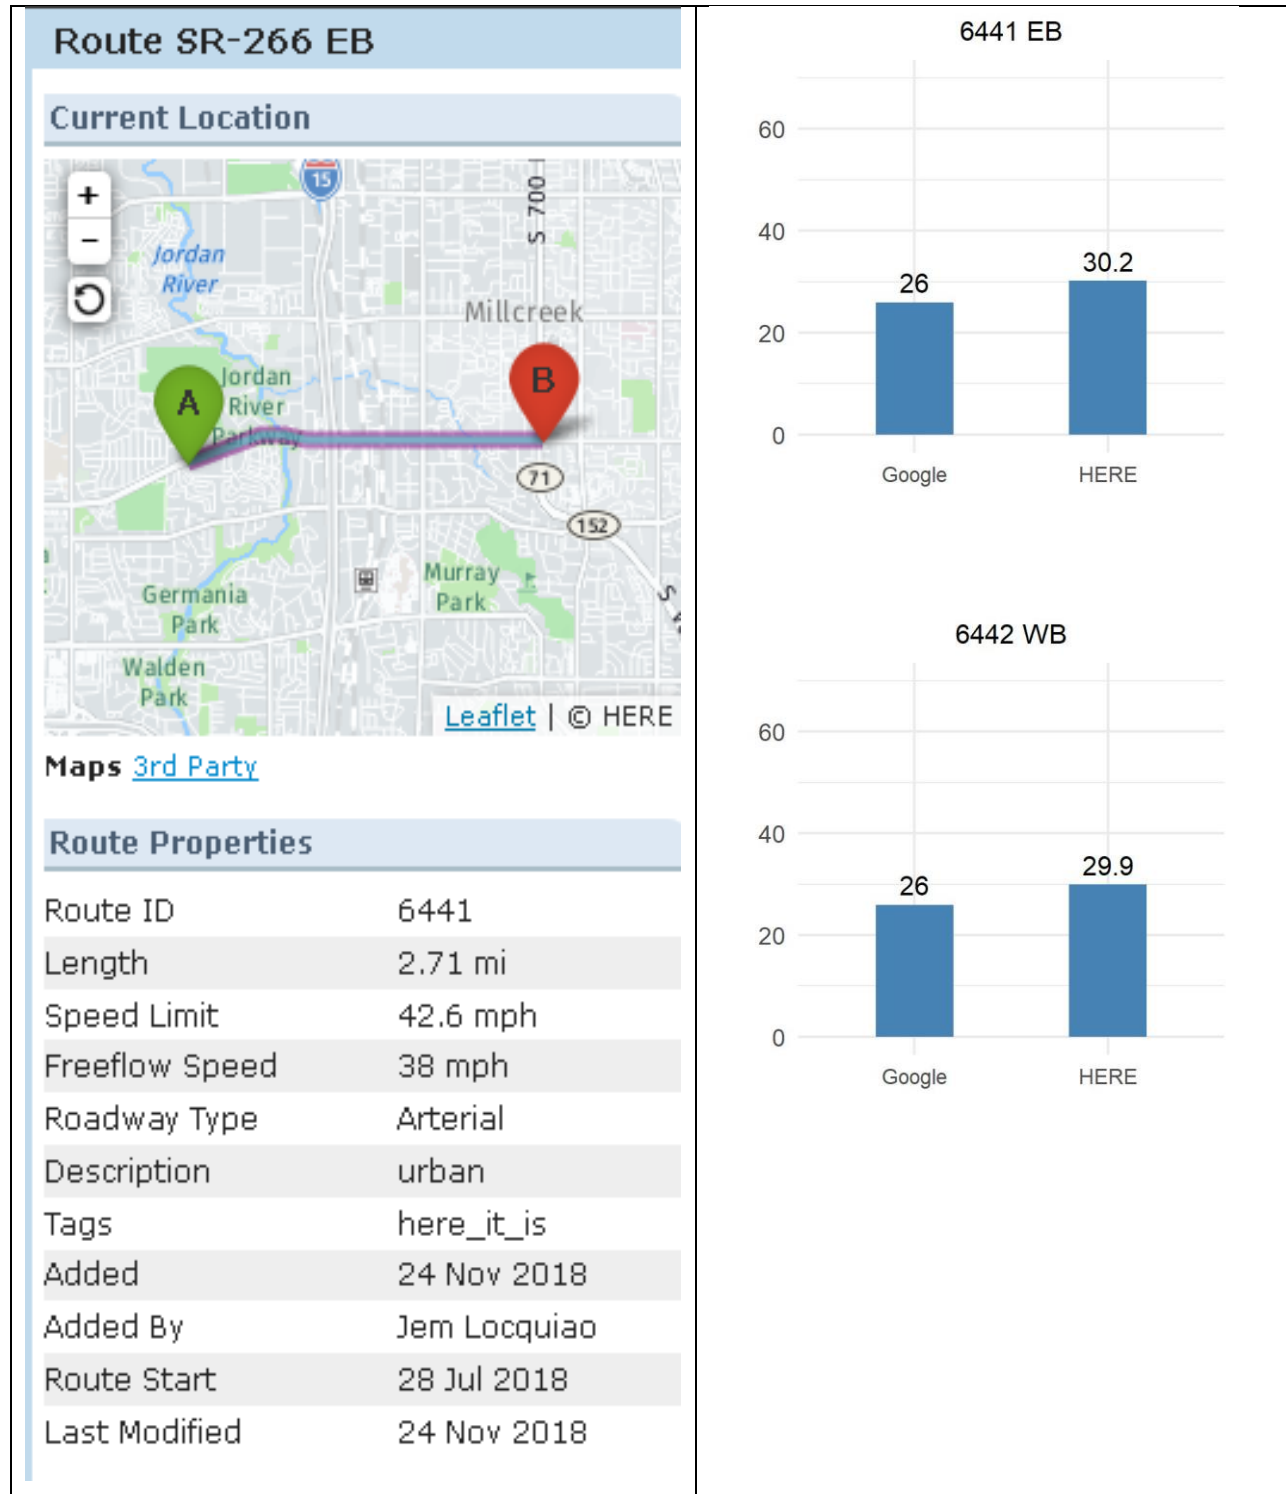 Route SR-266 EB
Current Location
+
−
15
S 700
Jordan
River
Millcreek
Jordan
River
Parkway
A
B
71
152
Murray
Park
Germania
Park
Walden
Park
Leaflet | © HERE
Maps 3rd Party
Route Properties
Route ID 6441
Length 2.71 mi
Speed Limit 42.6 mph
Freeflow Speed 38 mph
Roadway Type Arterial
Description urban
Tags here_it_is
Added 24 Nov 2018
Added By Jem Locquiao
Route Start 28 Jul 2018
Last Modified 24 Nov 2018
6441 EB
60
40
20
0
26
30.2
Google HERE
6442 WB
60
40
20
0
26
29.9
Google HERE